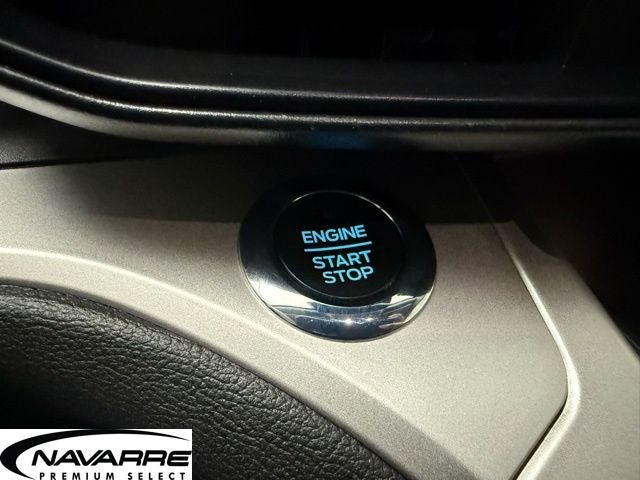 ENGINE
START
STOP
NAVARRE
PREMIUM SELECT